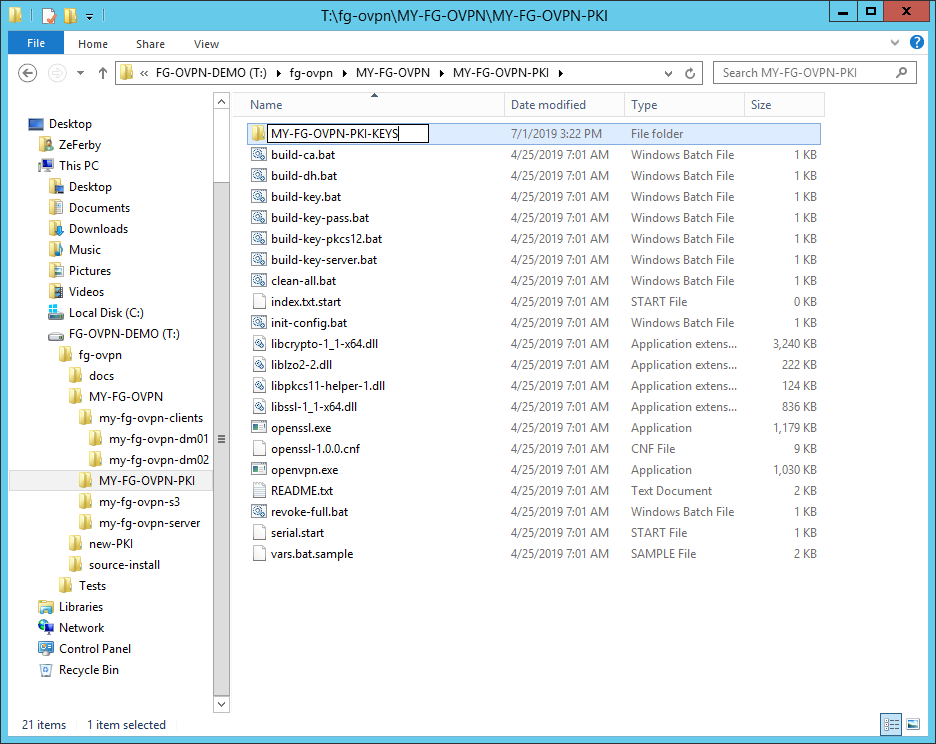 T:\fg-ovpn\MY-FG-OVPN\MY-FG-OVPN-PKI
File Home Share View
« FG-OVPN-DEMO (T:) fg-ovpn MY-FG-OVPN MY-FG-OVPN-PKI Search MY-FG-OVPN-PKI
Desktop
ZeFerby
This PC
Desktop
Documents
Downloads
Music
Pictures
Videos
Local Disk (C:)
FG-OVPN-DEMO (T:)
fg-ovpn
docs
MY-FG-OVPN
my-fg-ovpn-clients
my-fg-ovpn-dm01
my-fg-ovpn-dm02
MY-FG-OVPN-PKI
my-fg-ovpn-s3
my-fg-ovpn-server
new-PKI
source-install
Tests
Libraries
Network
Control Panel
Recycle Bin
Name Date modified Type Size
MY-FG-OVPN-PKI-KEYS 7/1/2019 3:22 PM File folder
build-ca.bat 4/25/2019 7:01 AM Windows Batch File 1 KB
build-dh.bat 4/25/2019 7:01 AM Windows Batch File 1 KB
build-key.bat 4/25/2019 7:01 AM Windows Batch File 1 KB
build-key-pass.bat 4/25/2019 7:01 AM Windows Batch File 1 KB
build-key-pkcs12.bat 4/25/2019 7:01 AM Windows Batch File 1 KB
build-key-server.bat 4/25/2019 7:01 AM Windows Batch File 1 KB
clean-all.bat 4/25/2019 7:01 AM Windows Batch File 1 KB
index.txt.start 4/25/2019 7:01 AM START File 0 KB
init-config.bat 4/25/2019 7:01 AM Windows Batch File 1 KB
libcrypto-1_1-x64.dll 4/25/2019 7:01 AM Application extens... 3,240 KB
liblzo2-2.dll 4/25/2019 7:01 AM Application extens... 222 KB
libpkcs11-helper-1.dll 4/25/2019 7:01 AM Application extens... 124 KB
libssl-1_1-x64.dll 4/25/2019 7:01 AM Application extens... 836 KB
openssl.exe 4/25/2019 7:01 AM Application 1,179 KB
openssl-1.0.0.cnf 4/25/2019 7:01 AM CNF File 9 KB
openvpn.exe 4/25/2019 7:01 AM Application 1,030 KB
README.txt 4/25/2019 7:01 AM Text Document 2 KB
revoke-full.bat 4/25/2019 7:01 AM Windows Batch File 1 KB
serial.start 4/25/2019 7:01 AM START File 1 KB
vars.bat.sample 4/25/2019 7:01 AM SAMPLE File 2 KB
21 items 1 item selected